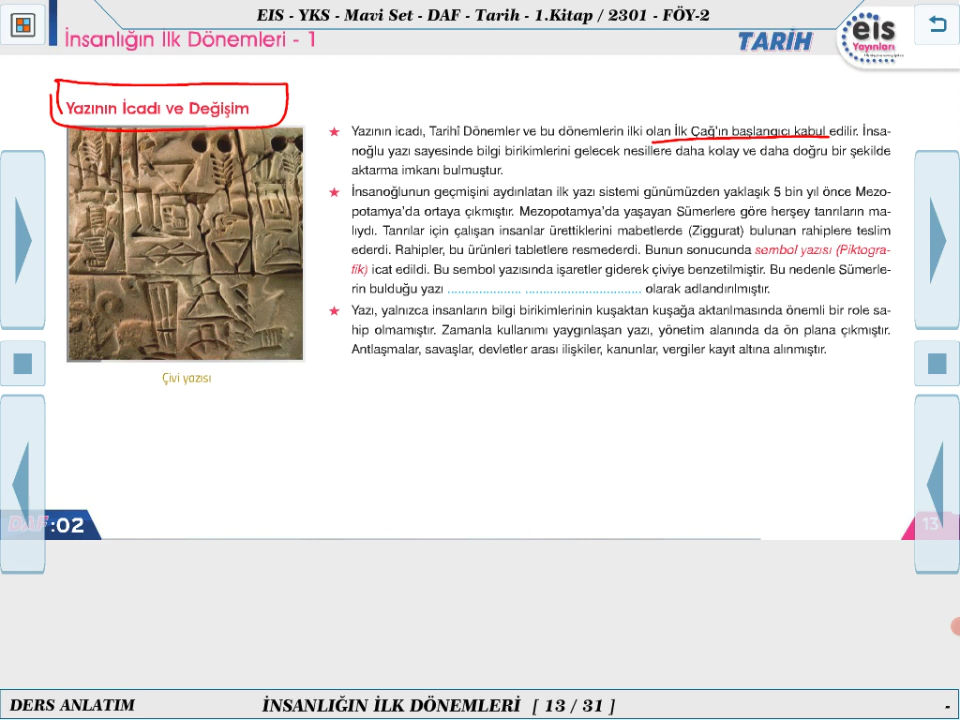 EIS - YKS - Mavi Set - DAF - Tarih - 1.Kitap / 2301 - FÖY-2
İnsanlığın İlk Dönemleri - 1
TARİH
eis
Yayınları
Yazının İcadı ve Değişim
★ Yazının icadı, Tarihî Dönemler ve bu dönemlerin ilki olan İlk Çağ'ın başlangıcı kabul edilir. İnsa-
noğlu yazı sayesinde bilgi birikimlerini gelecek nesillere daha kolay ve daha doğru bir şekilde
aktarma imkanı bulmuştur.
★ İnsanoğlunun geçmişini aydınlatan ilk yazı sistemi günümüzden yaklaşık 5 bin yıl önce Mezo-
potamya'da ortaya çıkmıştır. Mezopotamya'da yaşayan Sümerlere göre herşey tanrıların ma-
lıydı. Tanrılar için çalışan insanlar ürettiklerini mabetlerde (Ziggurat) bulunan rahiplere teslim
ederdi. Rahipler, bu ürünleri tabletlere resmederdi. Bunun sonucunda sembol yazısı (Piktogra-
fik) icat edildi. Bu sembol yazısında işaretler giderek çiviye benzetilmiştir. Bu nedenle Sümerle-
rin bulduğu yazı ..................... ................................. olarak adlandırılmıştır.
★ Yazı, yalnızca insanların bilgi birikimlerinin kuşaktan kuşağa aktarılmasında önemli bir role sa-
hip olmamıştır. Zamanla kullanımı yaygınlaşan yazı, yönetim alanında da ön plana çıkmıştır.
Antlaşmalar, savaşlar, devletler arası ilişkiler, kanunlar, vergiler kayıt altına alınmıştır.
Çivi yazısı
DAF:02
13
DERS ANLATIM
İNSANLIĞIN İLK DÖNEMLERİ [ 13 / 31 ]
-